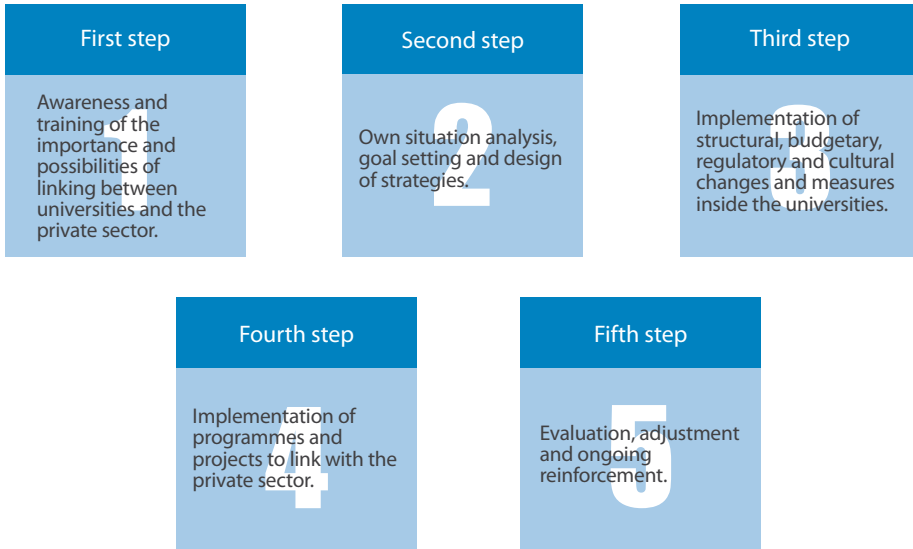 First step
1
Awareness and
training of the
importance and
possibilities of
linking between
universities and the
private sector.
Second step
2
Own situation analysis,
goal setting and design
of strategies.
Third step
3
Implementation of
structural, budgetary,
regulatory and cultural
changes and measures
inside the universities.
Fourth step
4
Implementation of
programmes and
projects to link with the
private sector.
Fifth step
5
Evaluation, adjustment
and ongoing
reinforcement.